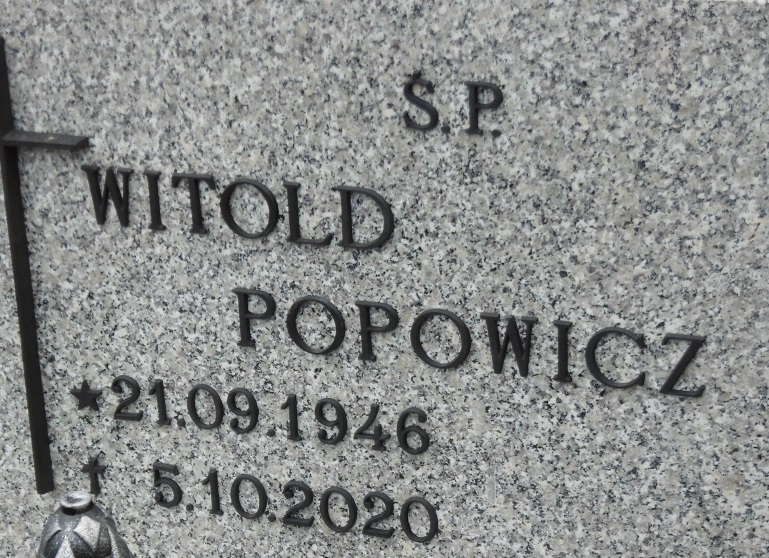 Ś.P.
WITOLD
POPOWICZ
★ 21.09.1946
✝ 5.10.2020